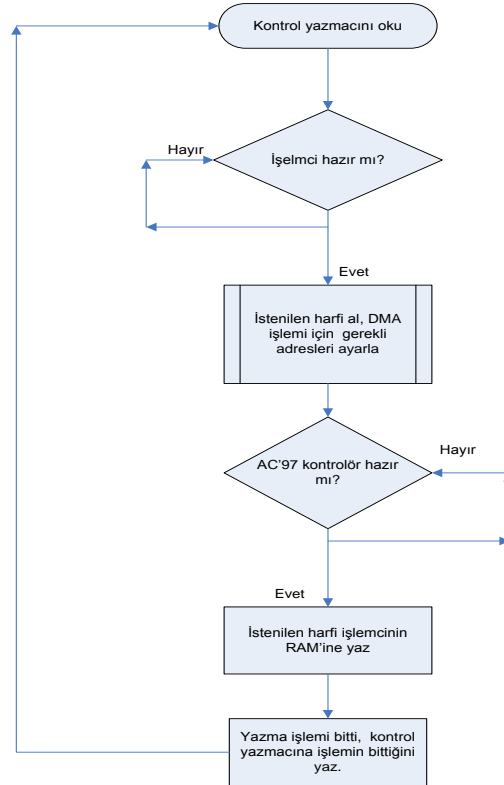 Kontrol yazmacını oku
Hayır
İşelmci hazır mı?
Evet
İstenilen harfi al, DMA
işlemi için  gerekli
adresleri ayarla
Hayır
AC'97 kontrolör hazır
mı?
Evet
İstenilen harfi işlemcinin
RAM'ine yaz
Yazma işlemi bitti,  kontrol
yazmacına işlemin bittiğini
yaz.